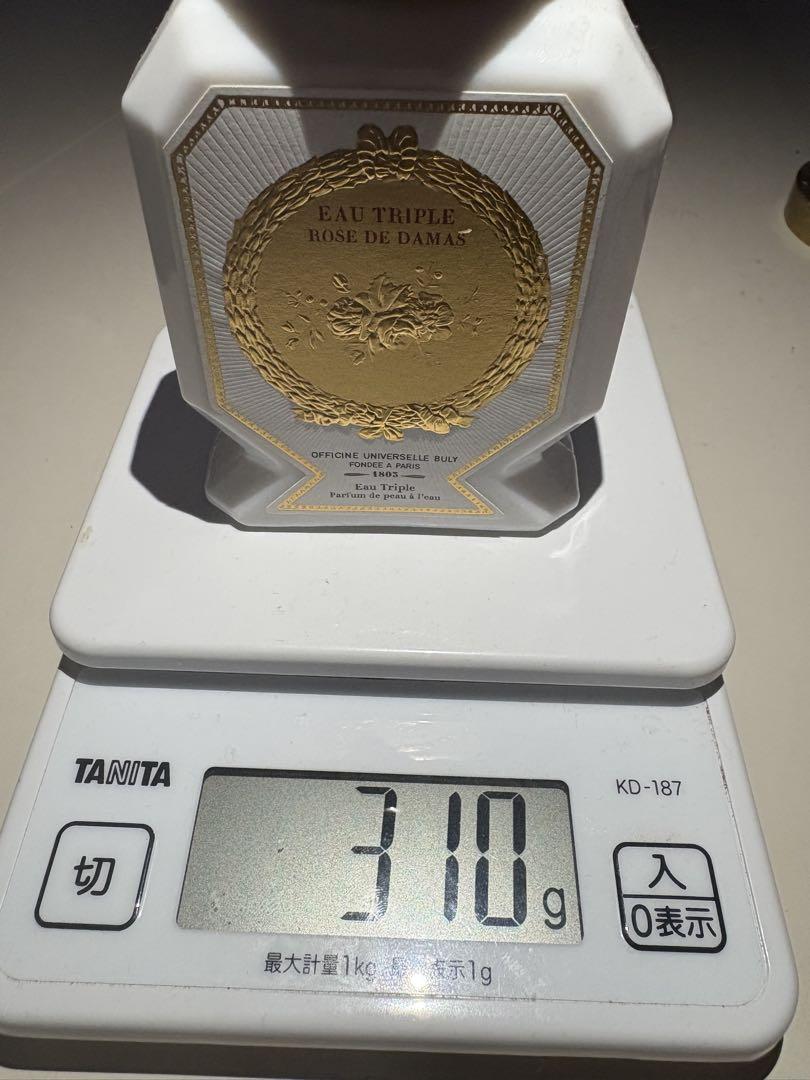 EAU TRIPLE
ROSE DE DAMAS
OFFICINE UNIVERSELLE BULY
FONDEE A PARIS
1803
Eau Triple
Parfum de peau à l'eau
TANITA
KD-187
切
310g
入
0表示
最大計量1kg 表示1g